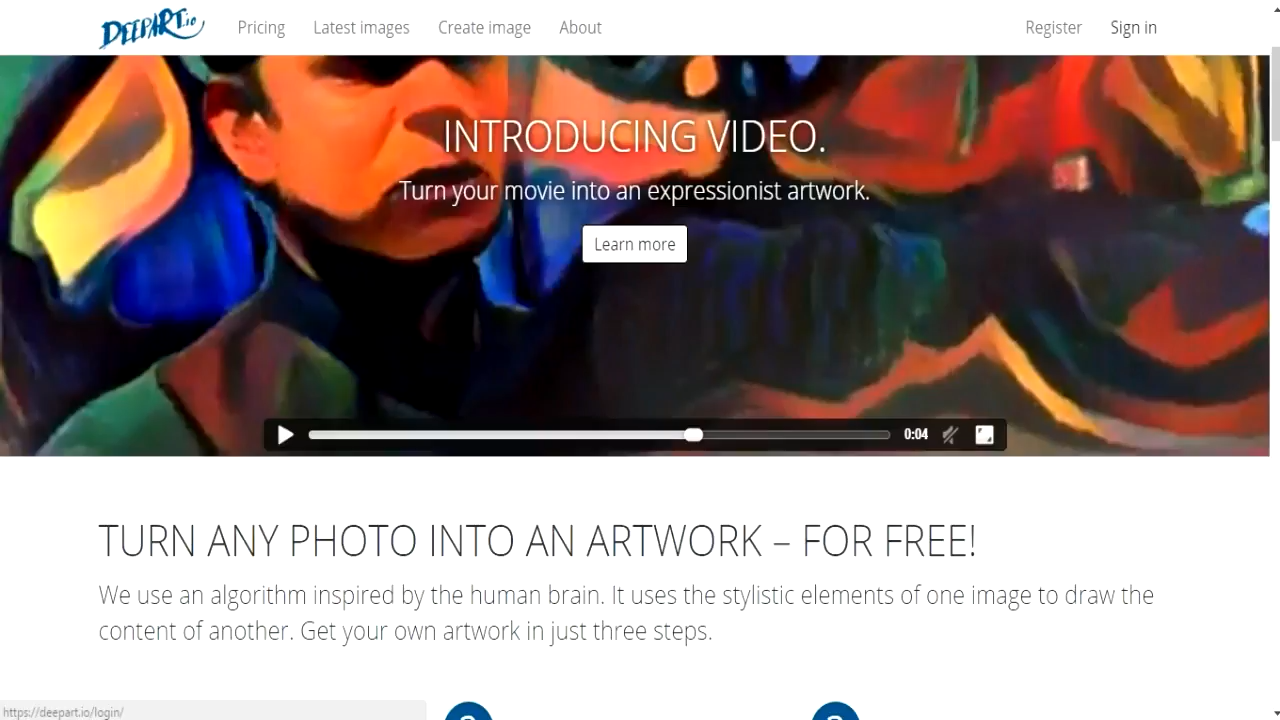 DEEPART.io
Pricing
Latest images
Create image
About
Register
Sign in
INTRODUCING VIDEO.
Turn your movie into an expressionist artwork.
Learn more
0:04
TURN ANY PHOTO INTO AN ARTWORK – FOR FREE!
We use an algorithm inspired by the human brain. It uses the stylistic elements of one image to draw the
content of another. Get your own artwork in just three steps.
https://deepart.io/login/